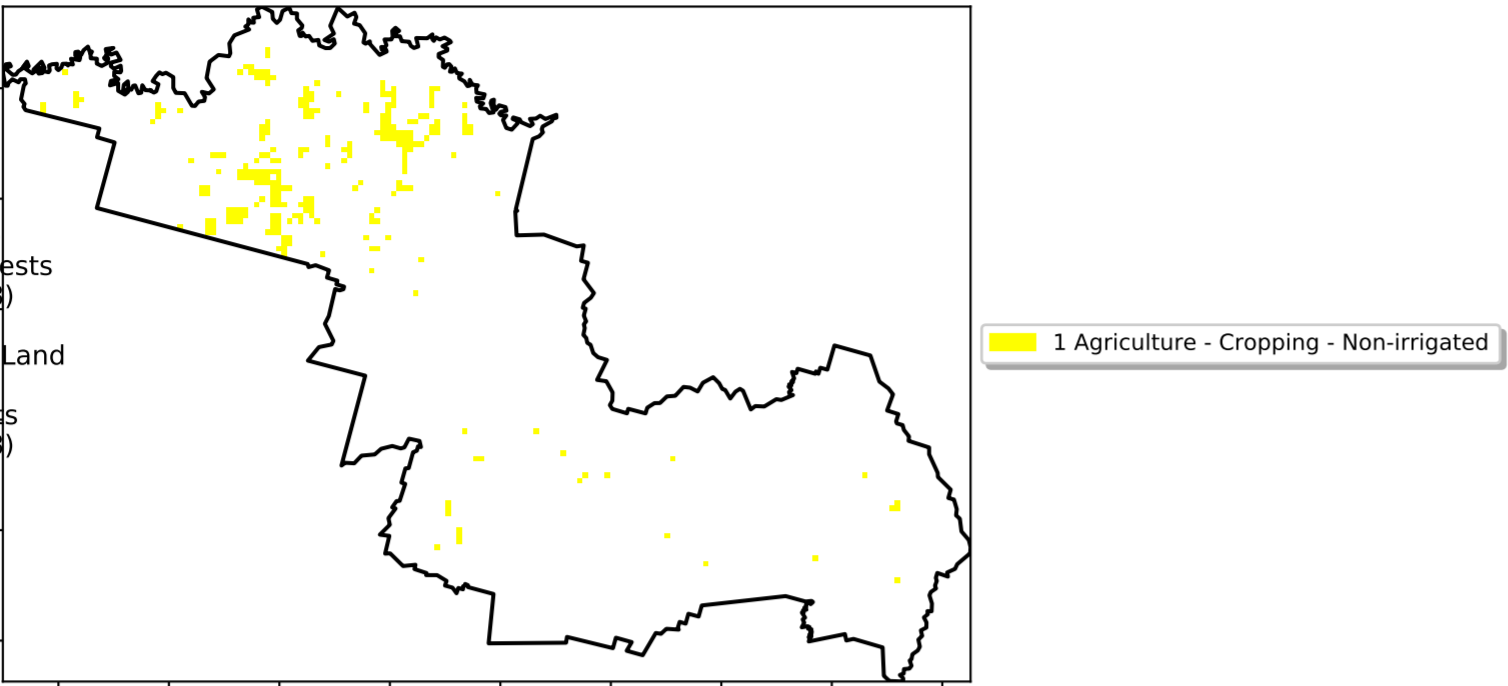 ests
)
Land
s
)
1 Agriculture - Cropping - Non-irrigated